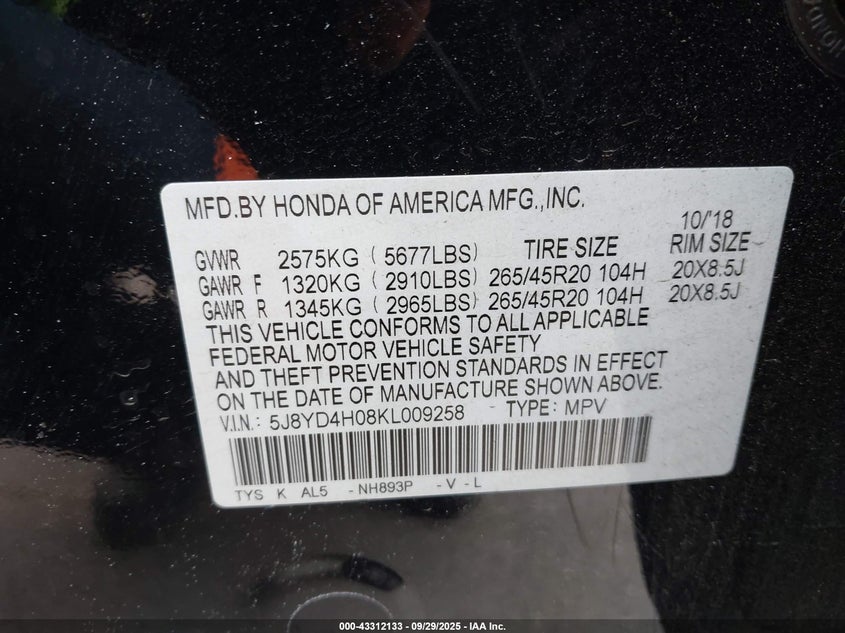 MFD.BY HONDA OF AMERICA MFG.,INC.
10/'18
GVWR 2575KG ( 5677LBS) TIRE SIZE RIM SIZE
GAWR F 1320KG ( 2910LBS) 265/45R20 104H 20X8.5J
GAWR R 1345KG ( 2965LBS) 265/45R20 104H 20X8.5J
THIS VEHICLE CONFORMS TO ALL APPLICABLE
FEDERAL MOTOR VEHICLE SAFETY
AND THEFT PREVENTION STANDARDS IN EFFECT
ON THE DATE OF MANUFACTURE SHOWN ABOVE.
V.I.N.: 5J8YD4H08KL009258 TYPE: MPV
TYS K AL5 -NH893P -V -L
000-43312133 - 09/29/2025 - IAA Inc.